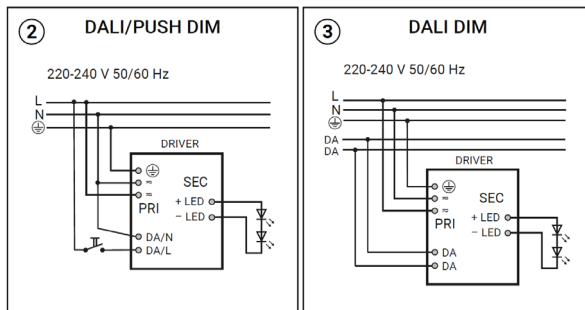 2 DALI/PUSH DIM
220-240 V 50/60 Hz
L
N
DRIVER
≂
SEC
≂
+ LED
PRI
− LED
DA/N
DA/L
3 DALI DIM
220-240 V 50/60 Hz
L
N
DA
DA
DRIVER
≂
SEC
≂
+ LED
PRI
− LED
DA
DA